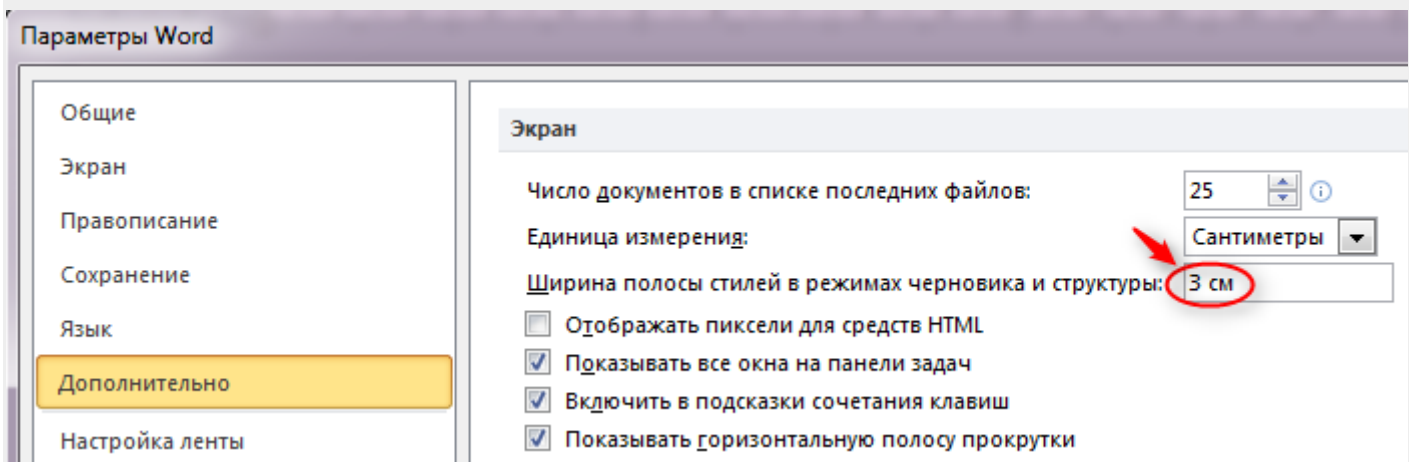 Параметры Word
Общие
Экран
Правописание
Сохранение
Язык
Дополнительно
Настройка ленты
Экран
Число документов в списке последних файлов: 25
Единица измерения: Сантиметры
Ширина полосы стилей в режимах черновика и структуры: 3 см
Отображать пиксели для средств HTML
Показывать все окна на панели задач
Включить в подсказки сочетания клавиш
Показывать горизонтальную полосу прокрутки